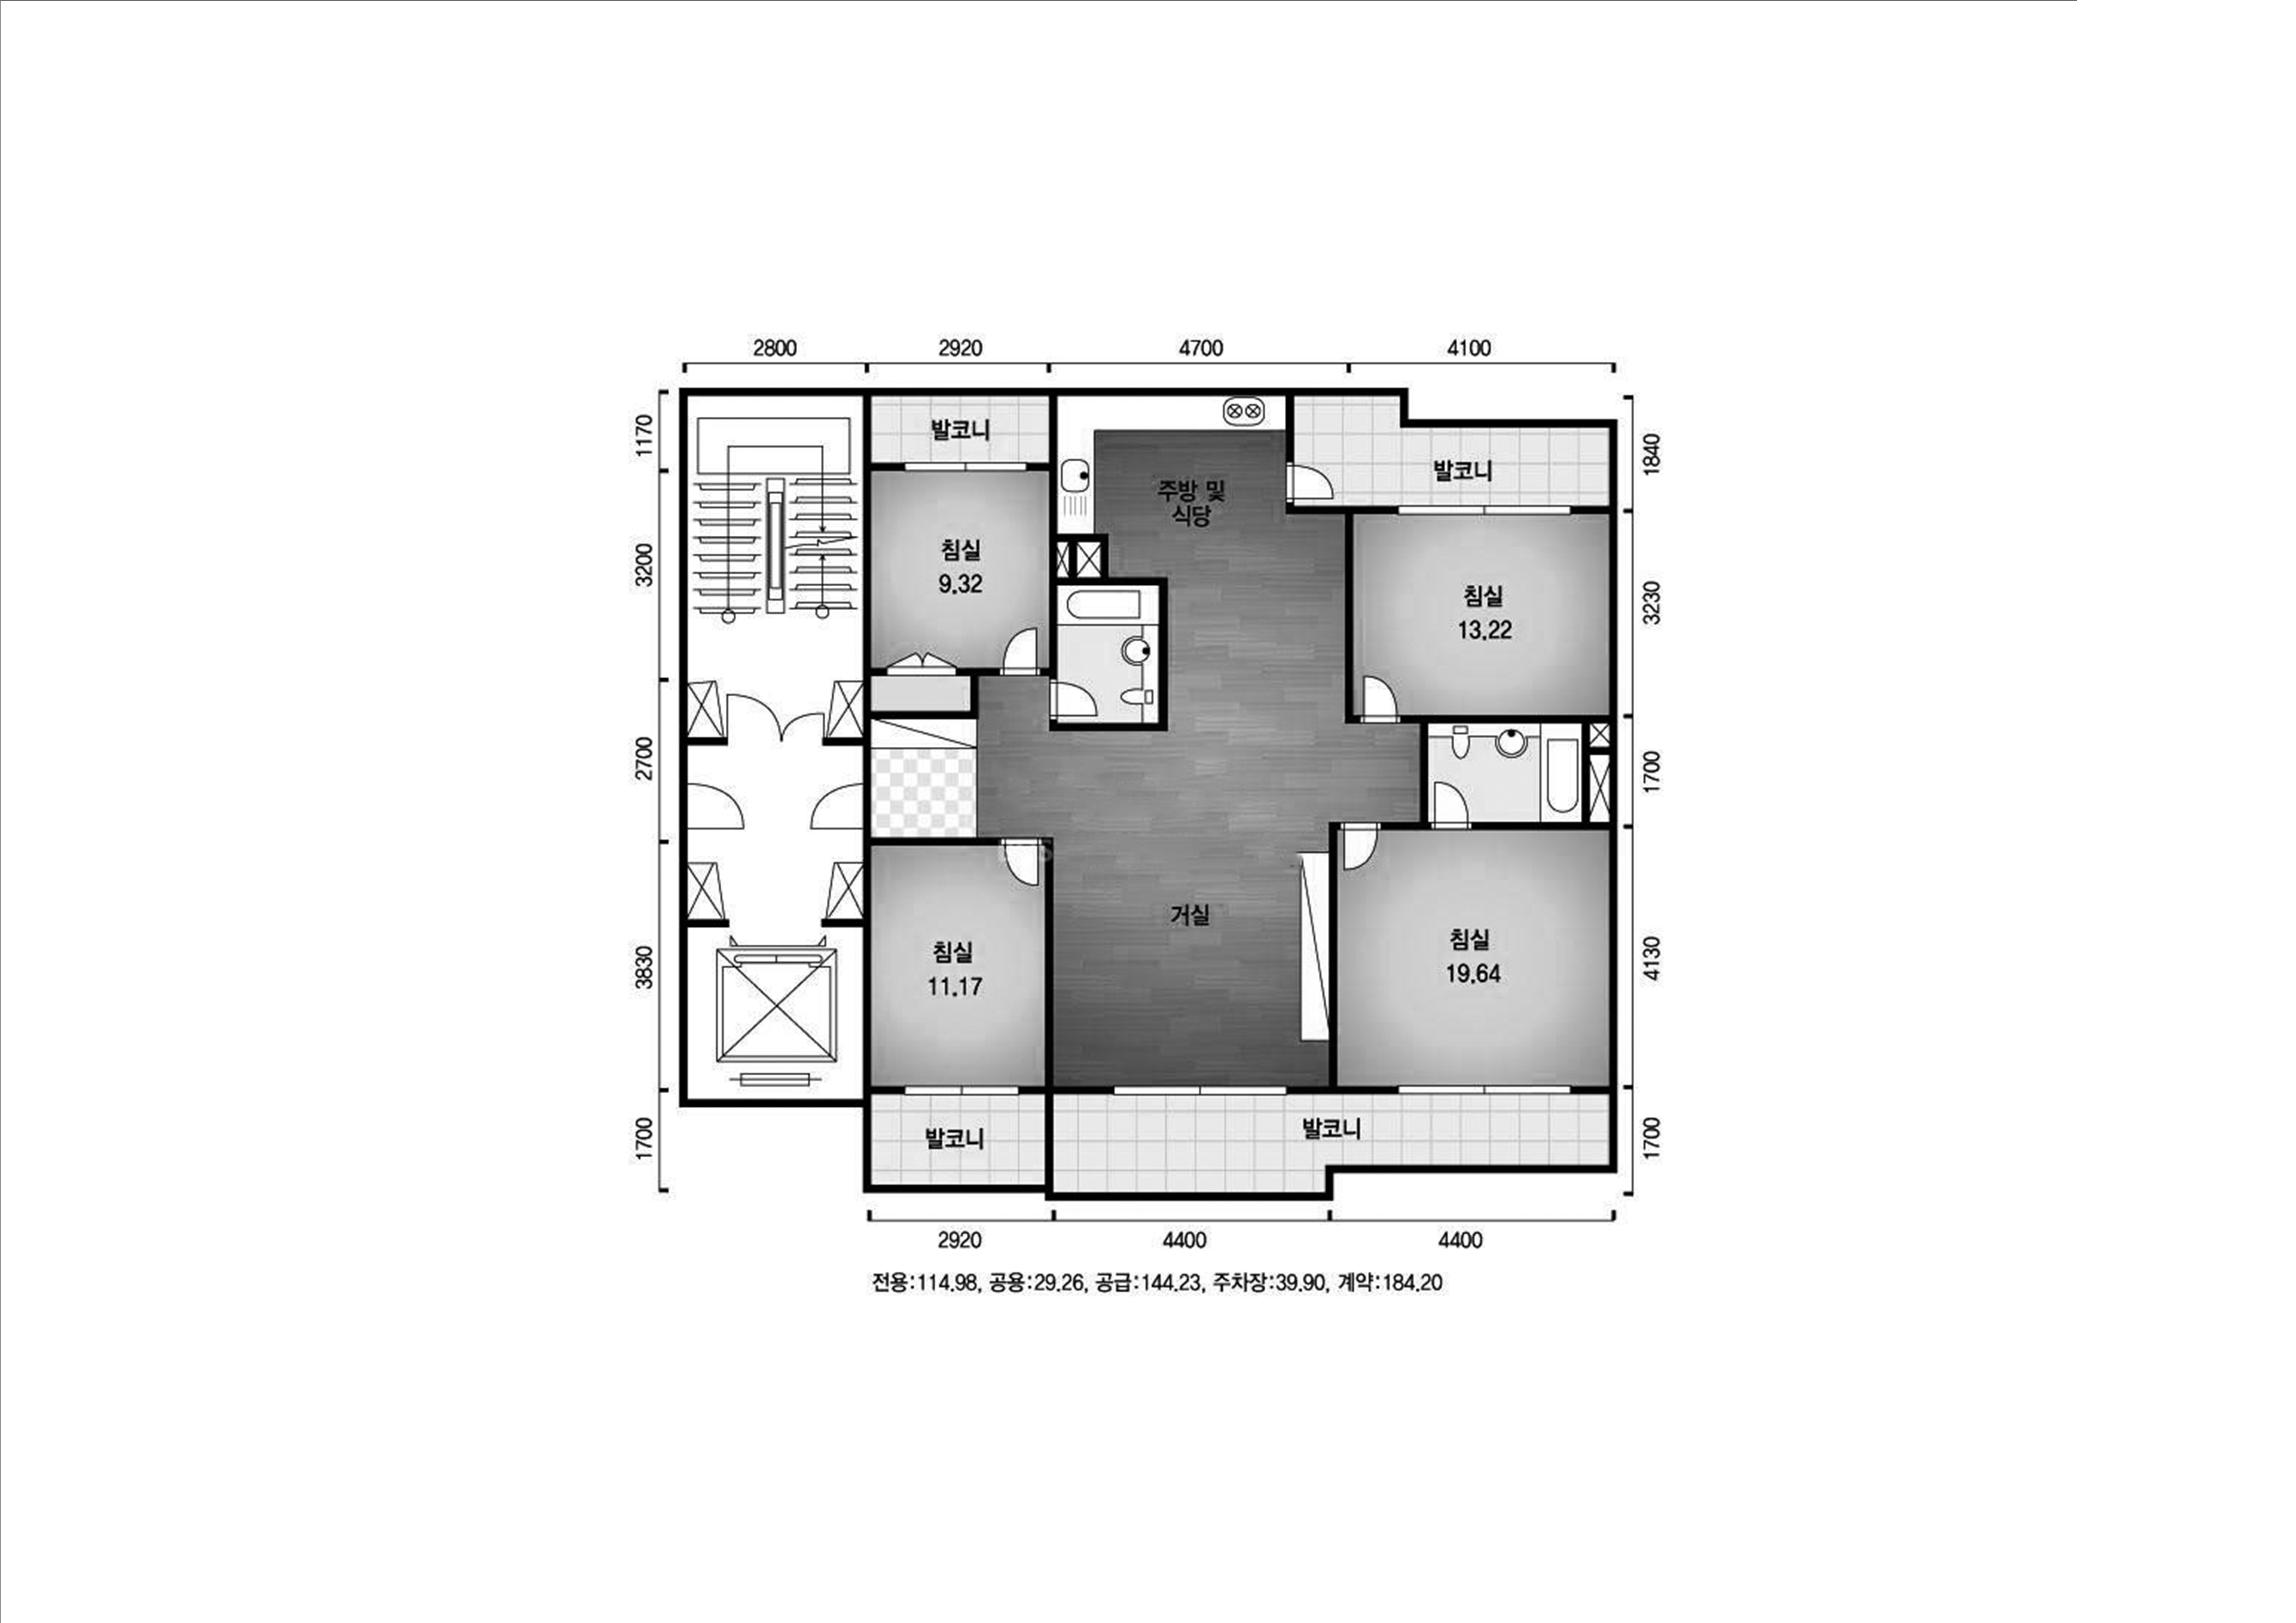 2800 2920 4700 4100
1170
3200
2700
3830
1700
1840
3230
1700
4130
1700
발코니
발코니
주방 및
식당
침실
9.32
침실
13.22
거실
침실
11.17
침실
19.64
발코니
발코니
2920 4400 4400
전용:114.98, 공용:29.26, 공급:144.23, 주차장:39.90, 계약:184.20